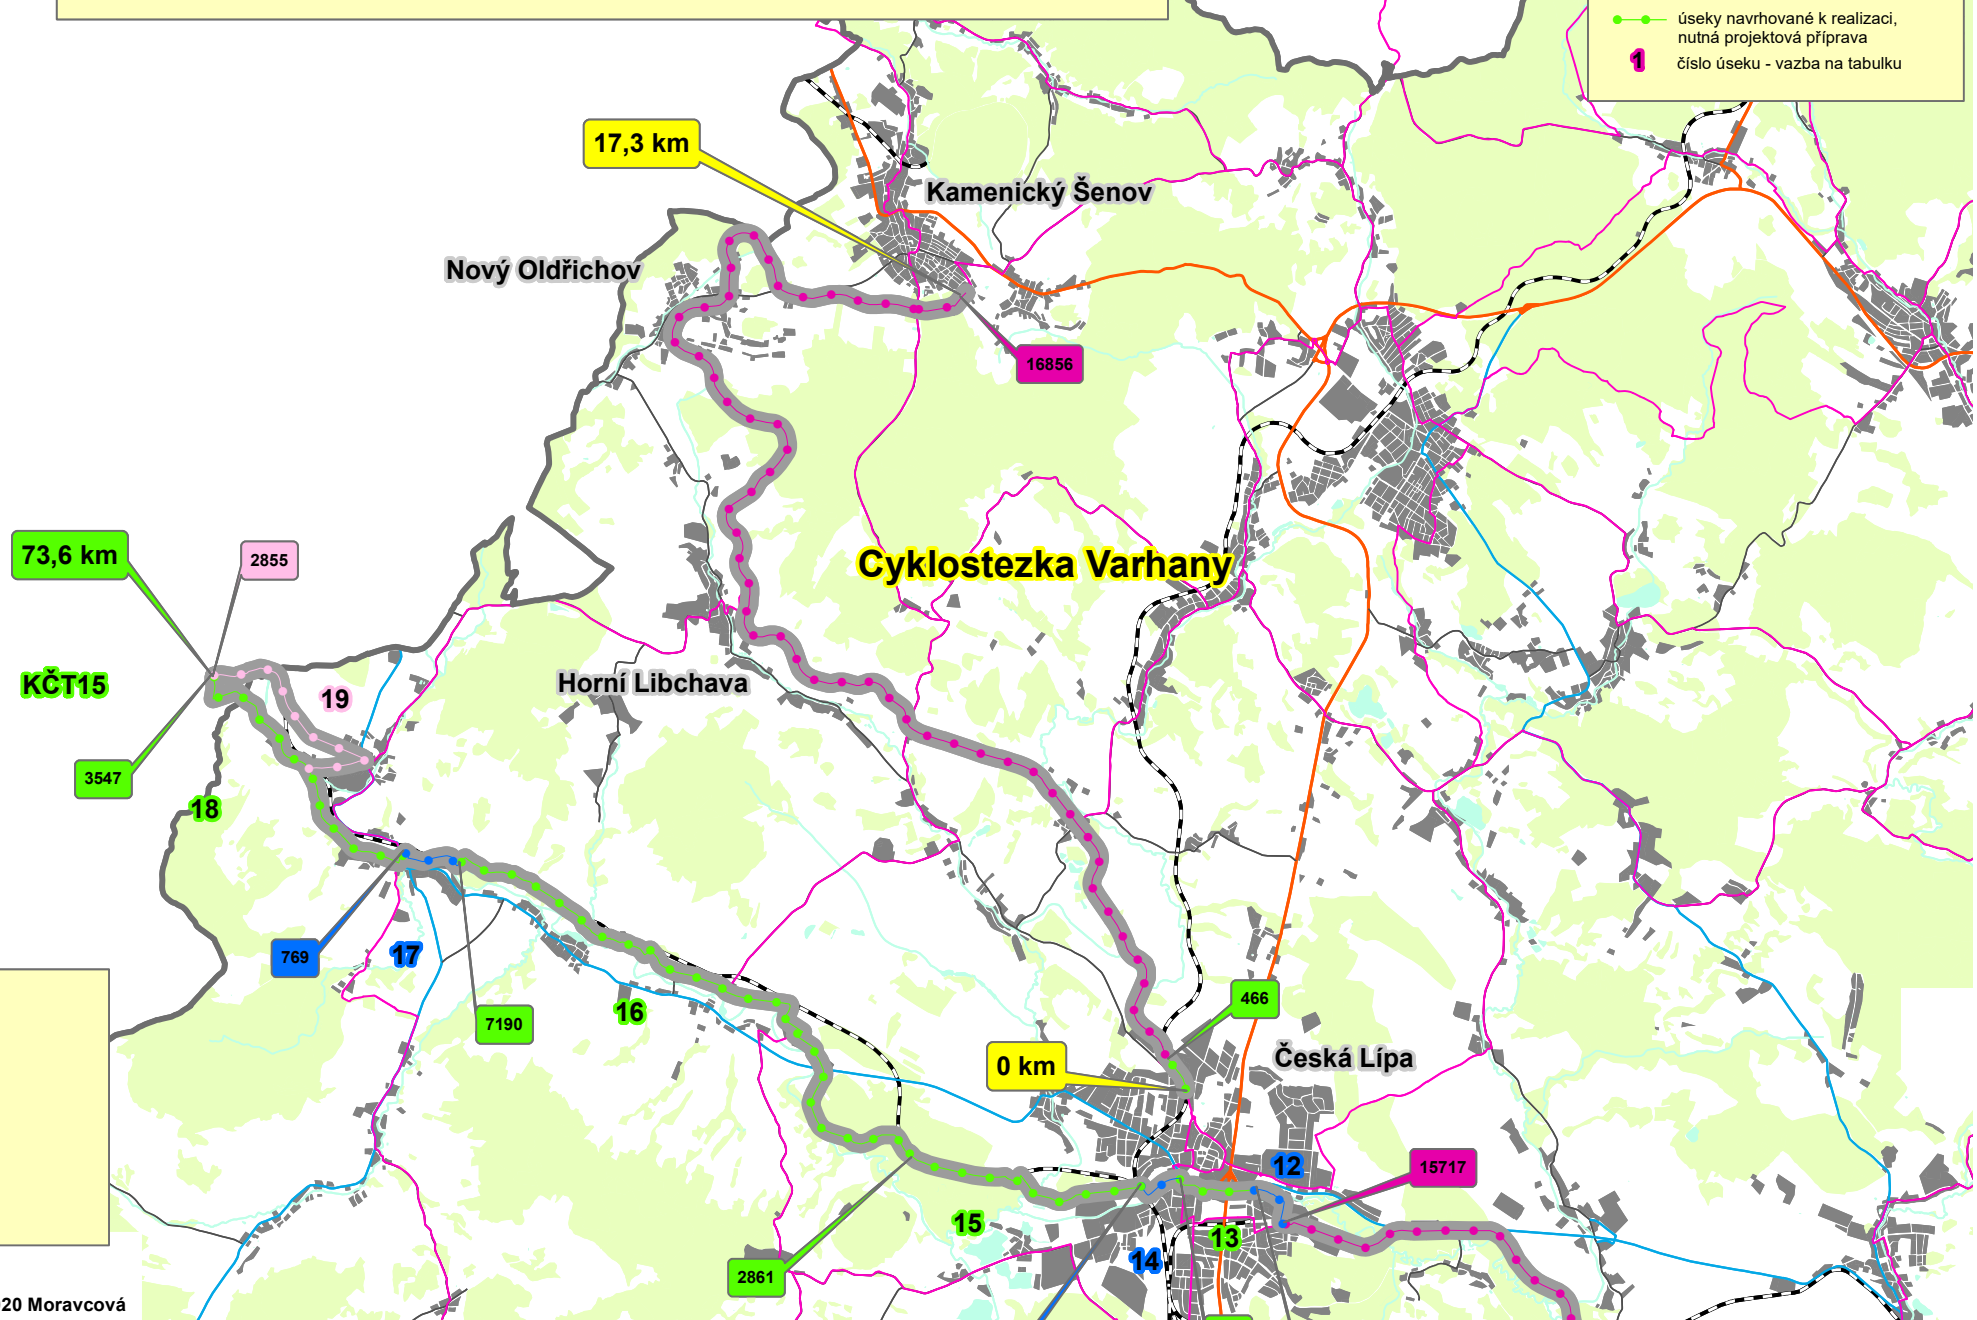 úseky navrhované k realizaci,
nutná projektová příprava
1
číslo úseku - vazba na tabulku
17,3 km
Kamenický Šenov
Nový Oldřichov
16856
73,6 km
2855
Cyklostezka Varhany
KČT15
19
Horní Libchava
3547
18
769
17
7190
16
466
0 km
Česká Lípa
12
15717
15
13
14
2861
20 Moravcová